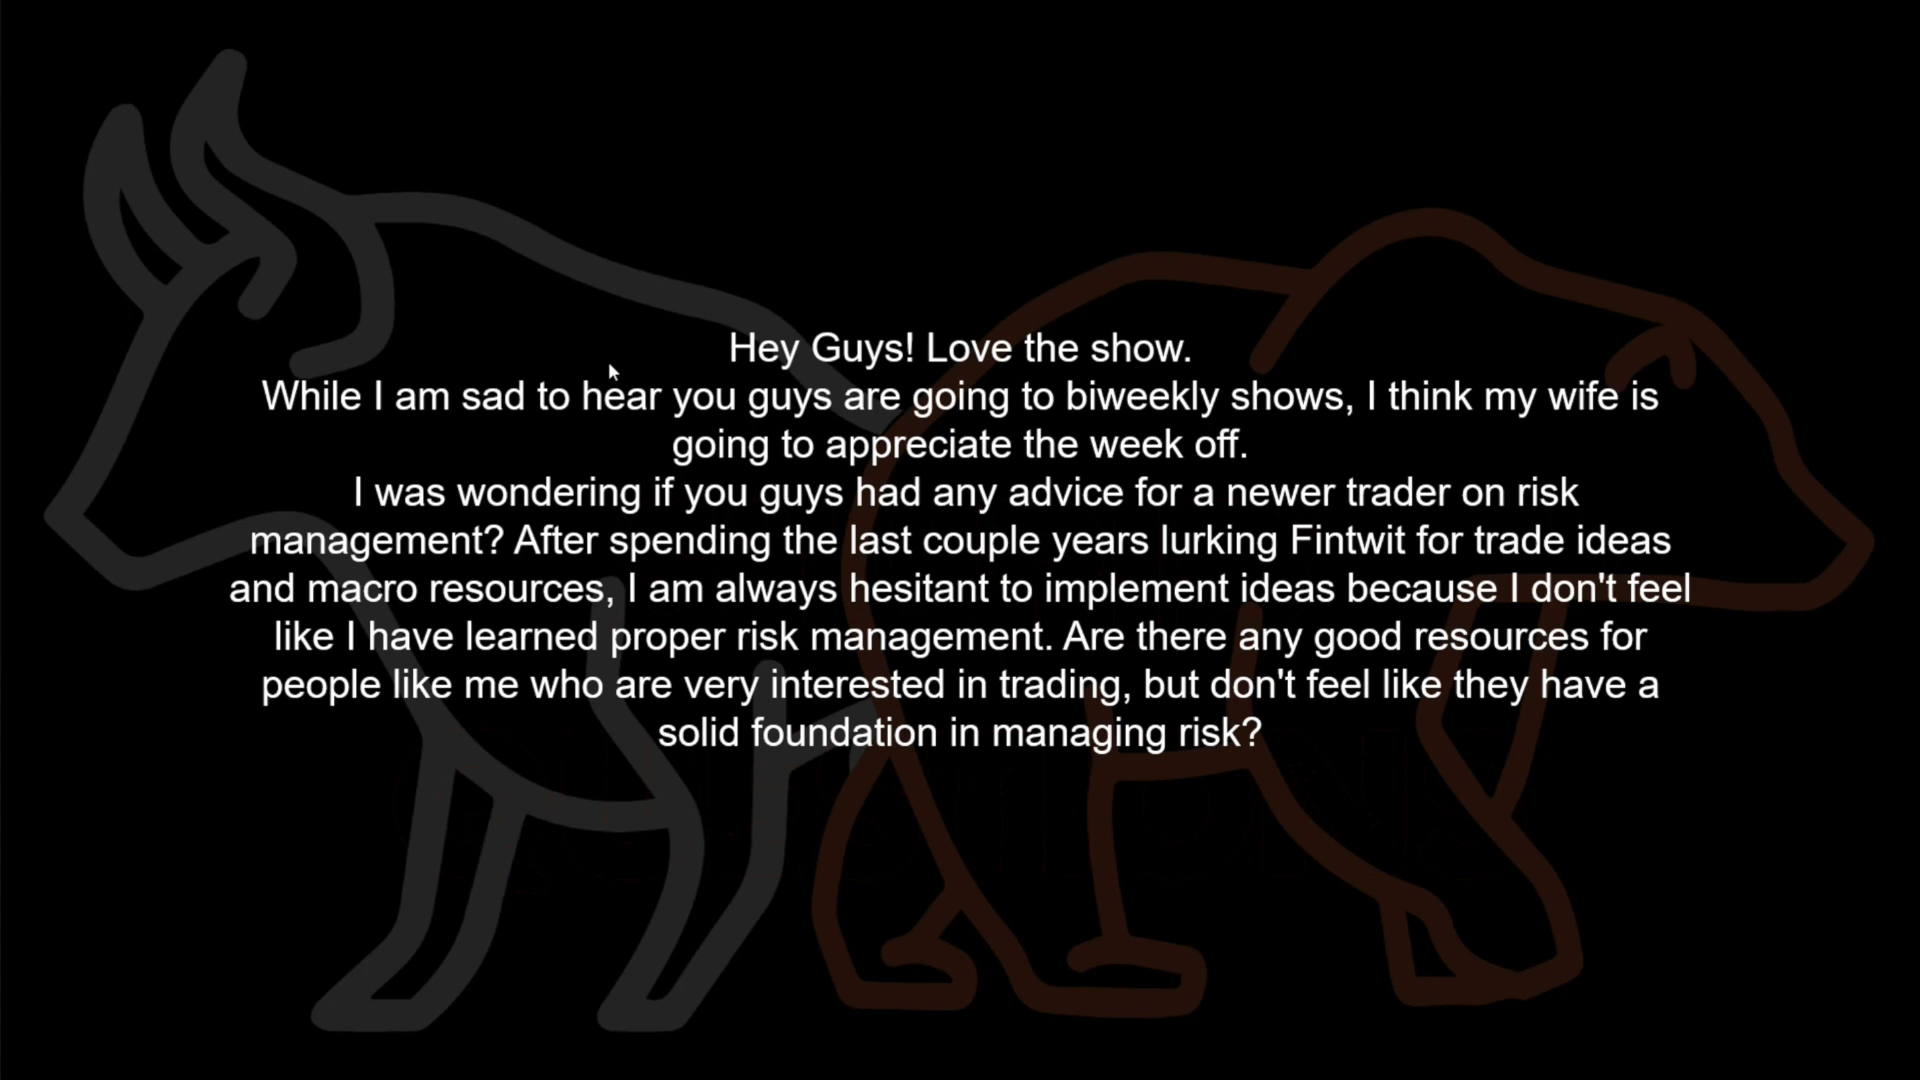 Hey Guys! Love the show.
While I am sad to hear you guys are going to biweekly shows, I think my wife is
going to appreciate the week off.
I was wondering if you guys had any advice for a newer trader on risk
management? After spending the last couple years lurking Fintwit for trade ideas
and macro resources, I am always hesitant to implement ideas because I don't feel
like I have learned proper risk management. Are there any good resources for
people like me who are very interested in trading, but don't feel like they have a
solid foundation in managing risk?